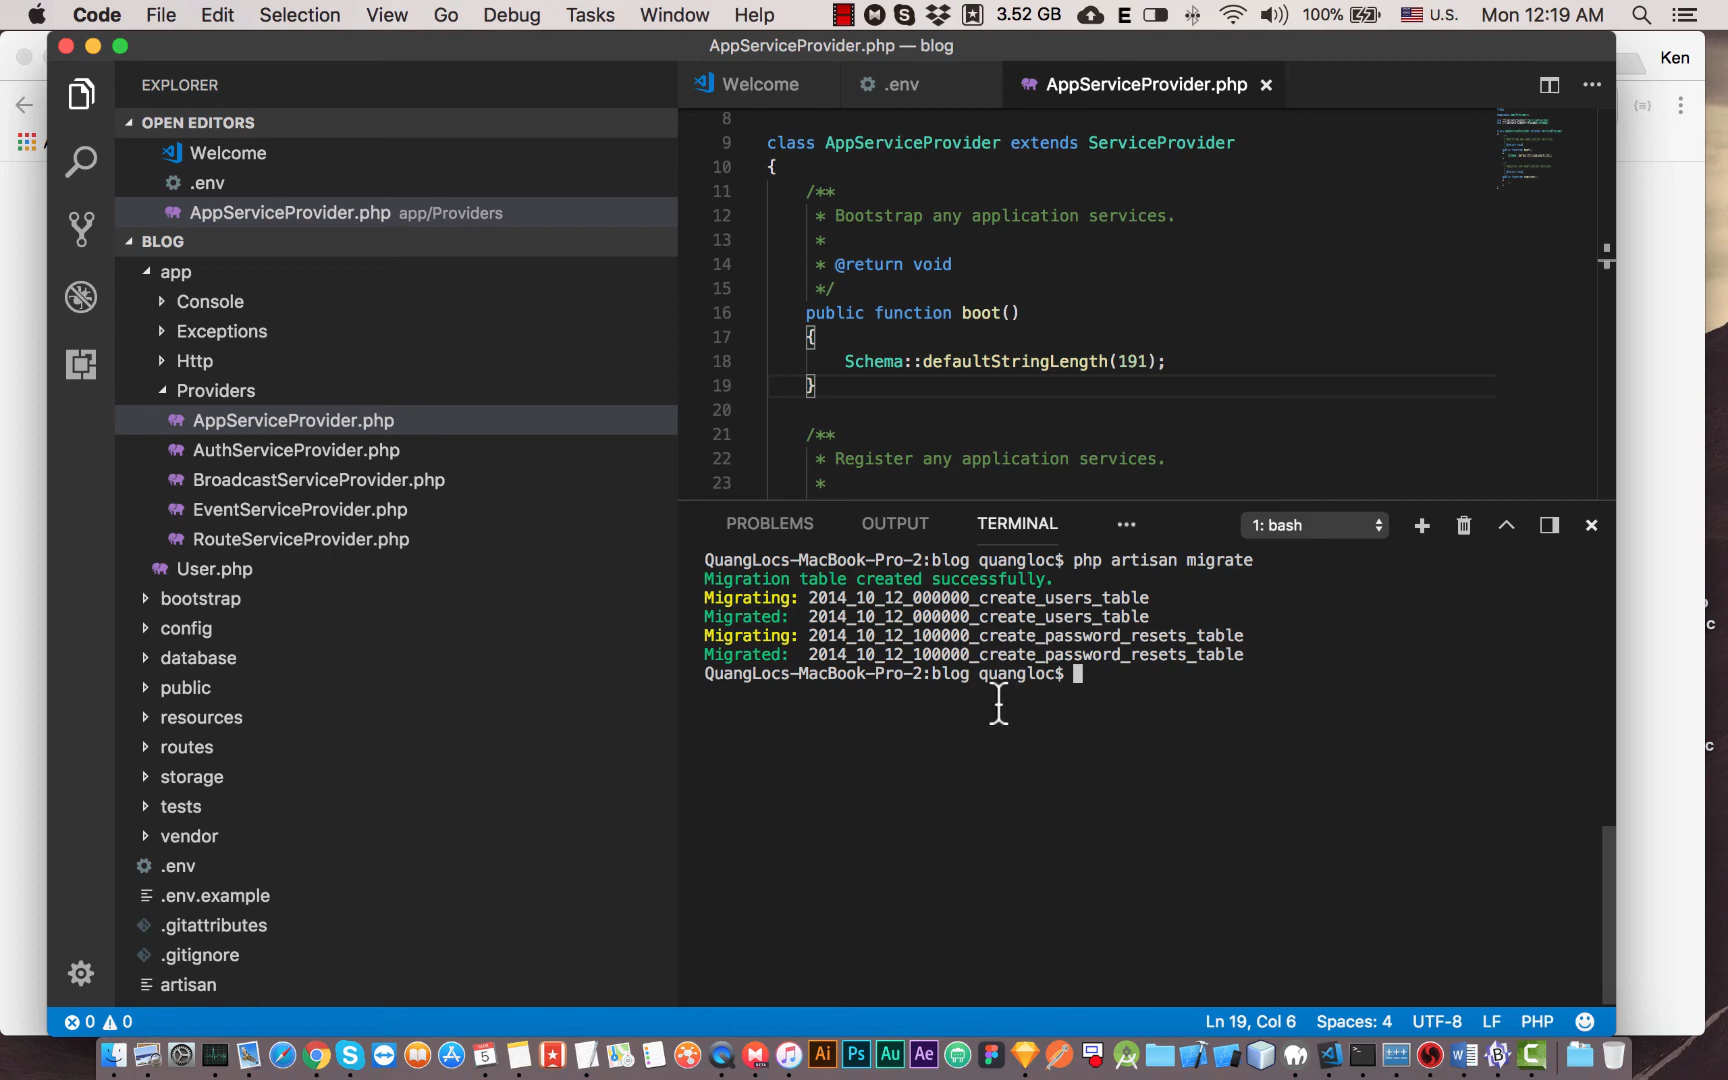 Code File Edit Selection View Go Debug Tasks Window Help 3.52 GB E 100% U.S. Mon 12:19 AM
AppServiceProvider.php — blog
Ken
EXPLORER
OPEN EDITORS
Welcome
.env
AppServiceProvider.php app/Providers
BLOG
app
Console
Exceptions
Http
Providers
AppServiceProvider.php
AuthServiceProvider.php
BroadcastServiceProvider.php
EventServiceProvider.php
RouteServiceProvider.php
User.php
bootstrap
config
database
public
resources
routes
storage
tests
vendor
.env
.env.example
.gitattributes
.gitignore
artisan
Welcome .env AppServiceProvider.php
8
9 class AppServiceProvider extends ServiceProvider
10 {
11 /**
12 * Bootstrap any application services.
13 *
14 * @return void
15 */
16 public function boot()
17 {
18 Schema::defaultStringLength(191);
19 }
20
21 /**
22 * Register any application services.
23 *
PROBLEMS OUTPUT TERMINAL 1: bash
QuangLocs-MacBook-Pro-2:blog quangloc$ php artisan migrate
Migration table created successfully.
Migrating: 2014_10_12_000000_create_users_table
Migrated: 2014_10_12_000000_create_users_table
Migrating: 2014_10_12_100000_create_password_resets_table
Migrated: 2014_10_12_100000_create_password_resets_table
QuangLocs-MacBook-Pro-2:blog quangloc$
0 0 Ln 19, Col 6 Spaces: 4 UTF-8 LF PHP
5 Ai Ps Au Ae